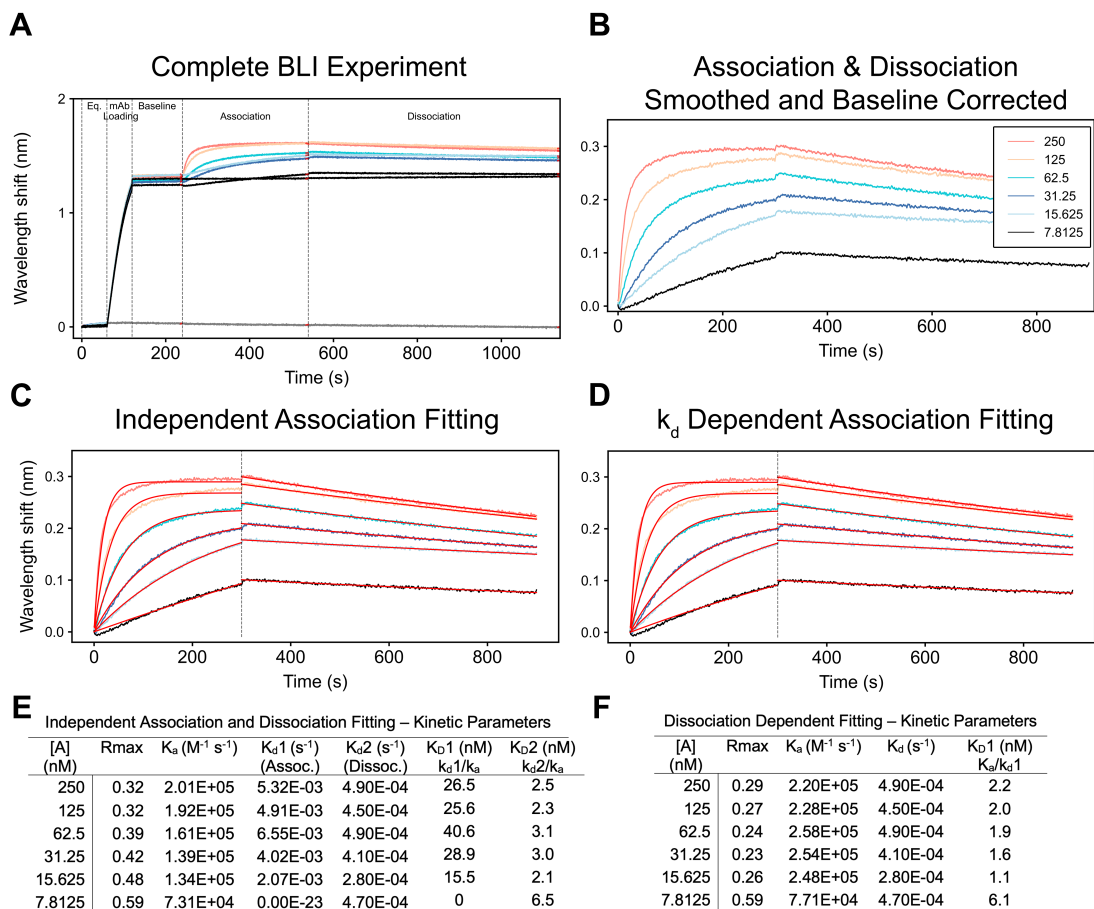 A
Complete BLI Experiment
Eq.
mAb
Loading
Baseline
Association
Dissociation
2
1
0
Wavelength shift (nm)
0 200 400 600 800 1000
Time (s)
B
Association & Dissociation
Smoothed and Baseline Corrected
250
125
62.5
31.25
15.625
7.8125
0.3
0.2
0.1
0.0
0 200 400 600 800
Time (s)
C
Independent Association Fitting
0.3
0.2
0.1
0.0
Wavelength shift (nm)
0 200 400 600 800
Time (s)
D
kd Dependent Association Fitting
0.3
0.2
0.1
0.0
0 200 400 600 800
Time (s)
E
Independent Association and Dissociation Fitting – Kinetic Parameters
[A] Rmax Ka (M-1 s-1) Kd1 (s-1) Kd2 (s-1) KD1 (nM) KD2 (nM)
(nM) (Assoc.) (Dissoc.) kd1/ka kd2/ka
250 0.32 2.01E+05 5.32E-03 4.90E-04 26.5 2.5
125 0.32 1.92E+05 4.91E-03 4.50E-04 25.6 2.3
62.5 0.39 1.61E+05 6.55E-03 4.90E-04 40.6 3.1
31.25 0.42 1.39E+05 4.02E-03 4.10E-04 28.9 3.0
15.625 0.48 1.34E+05 2.07E-03 2.80E-04 15.5 2.1
7.8125 0.59 7.31E+04 0.00E-23 4.70E-04 0 6.5
F
Dissociation Dependent Fitting – Kinetic Parameters
[A] Rmax Ka (M-1 s-1) Kd (s-1) KD1 (nM)
(nM) Ka/kd1
250 0.29 2.20E+05 4.90E-04 2.2
125 0.27 2.28E+05 4.50E-04 2.0
62.5 0.24 2.58E+05 4.90E-04 1.9
31.25 0.23 2.54E+05 4.10E-04 1.6
15.625 0.26 2.48E+05 2.80E-04 1.1
7.8125 0.59 7.71E+04 4.70E-04 6.1